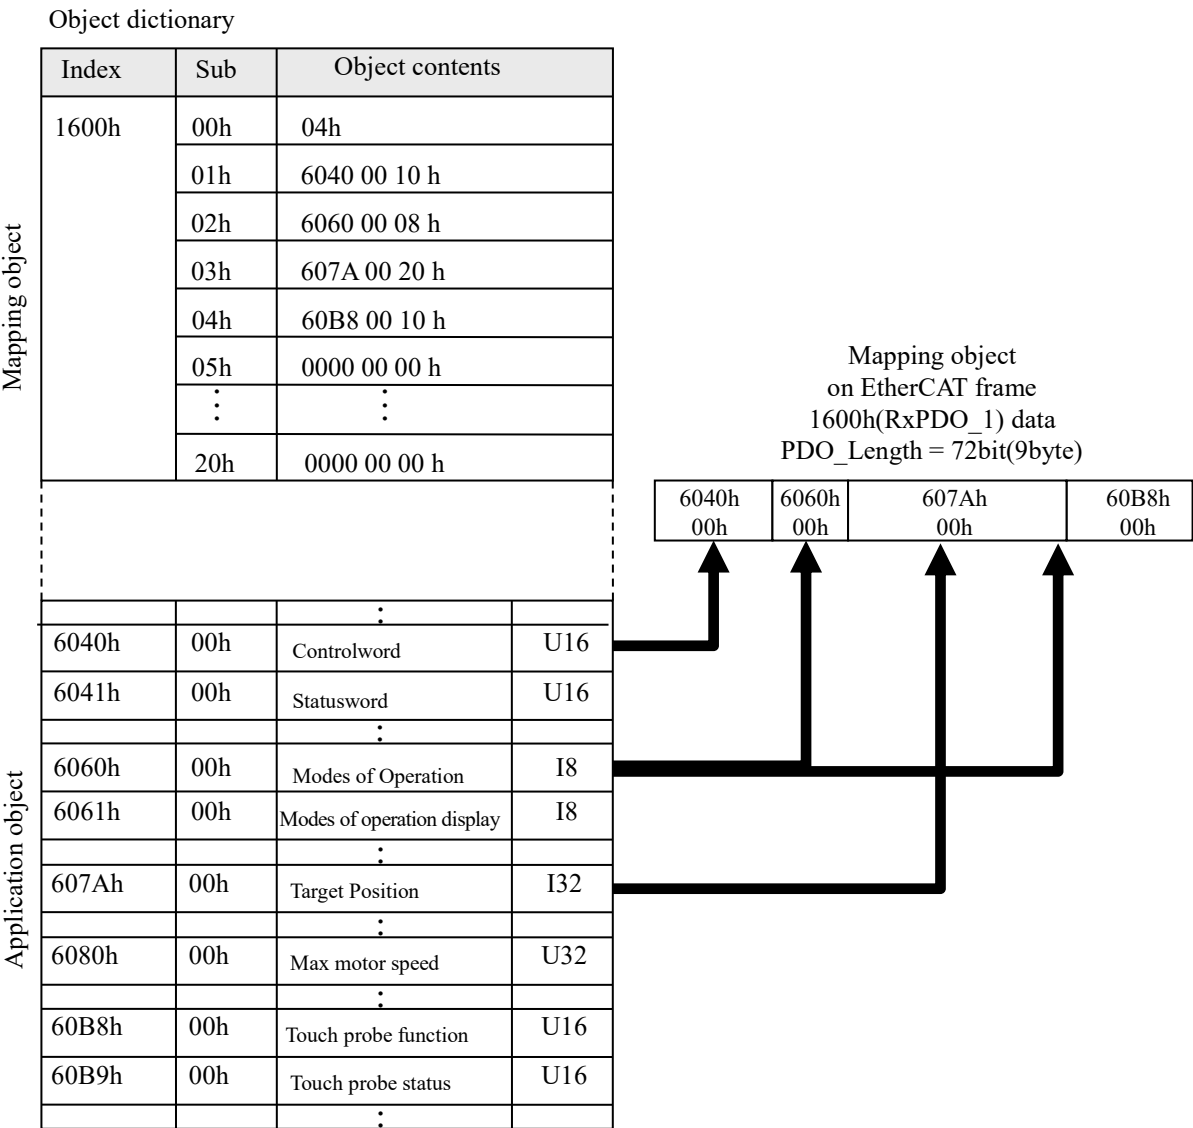 Object dictionary
Index Sub Object contents
Mapping object
1600h 00h 04h
01h 6040 00 10 h
02h 6060 00 08 h
03h 607A 00 20 h
04h 60B8 00 10 h
05h 0000 00 00 h
⋮ ⋮
20h 0000 00 00 h
Mapping object
on EtherCAT frame
1600h(RxPDO_1) data
PDO_Length = 72bit(9byte)
6040h 6060h 607Ah 60B8h
00h 00h 00h 00h
Application object
:
6040h 00h Controlword U16
6041h 00h Statusword U16
:
6060h 00h Modes of Operation I8
6061h 00h Modes of operation display I8
:
607Ah 00h Target Position I32
:
6080h 00h Max motor speed U32
:
60B8h 00h Touch probe function U16
60B9h 00h Touch probe status U16
: